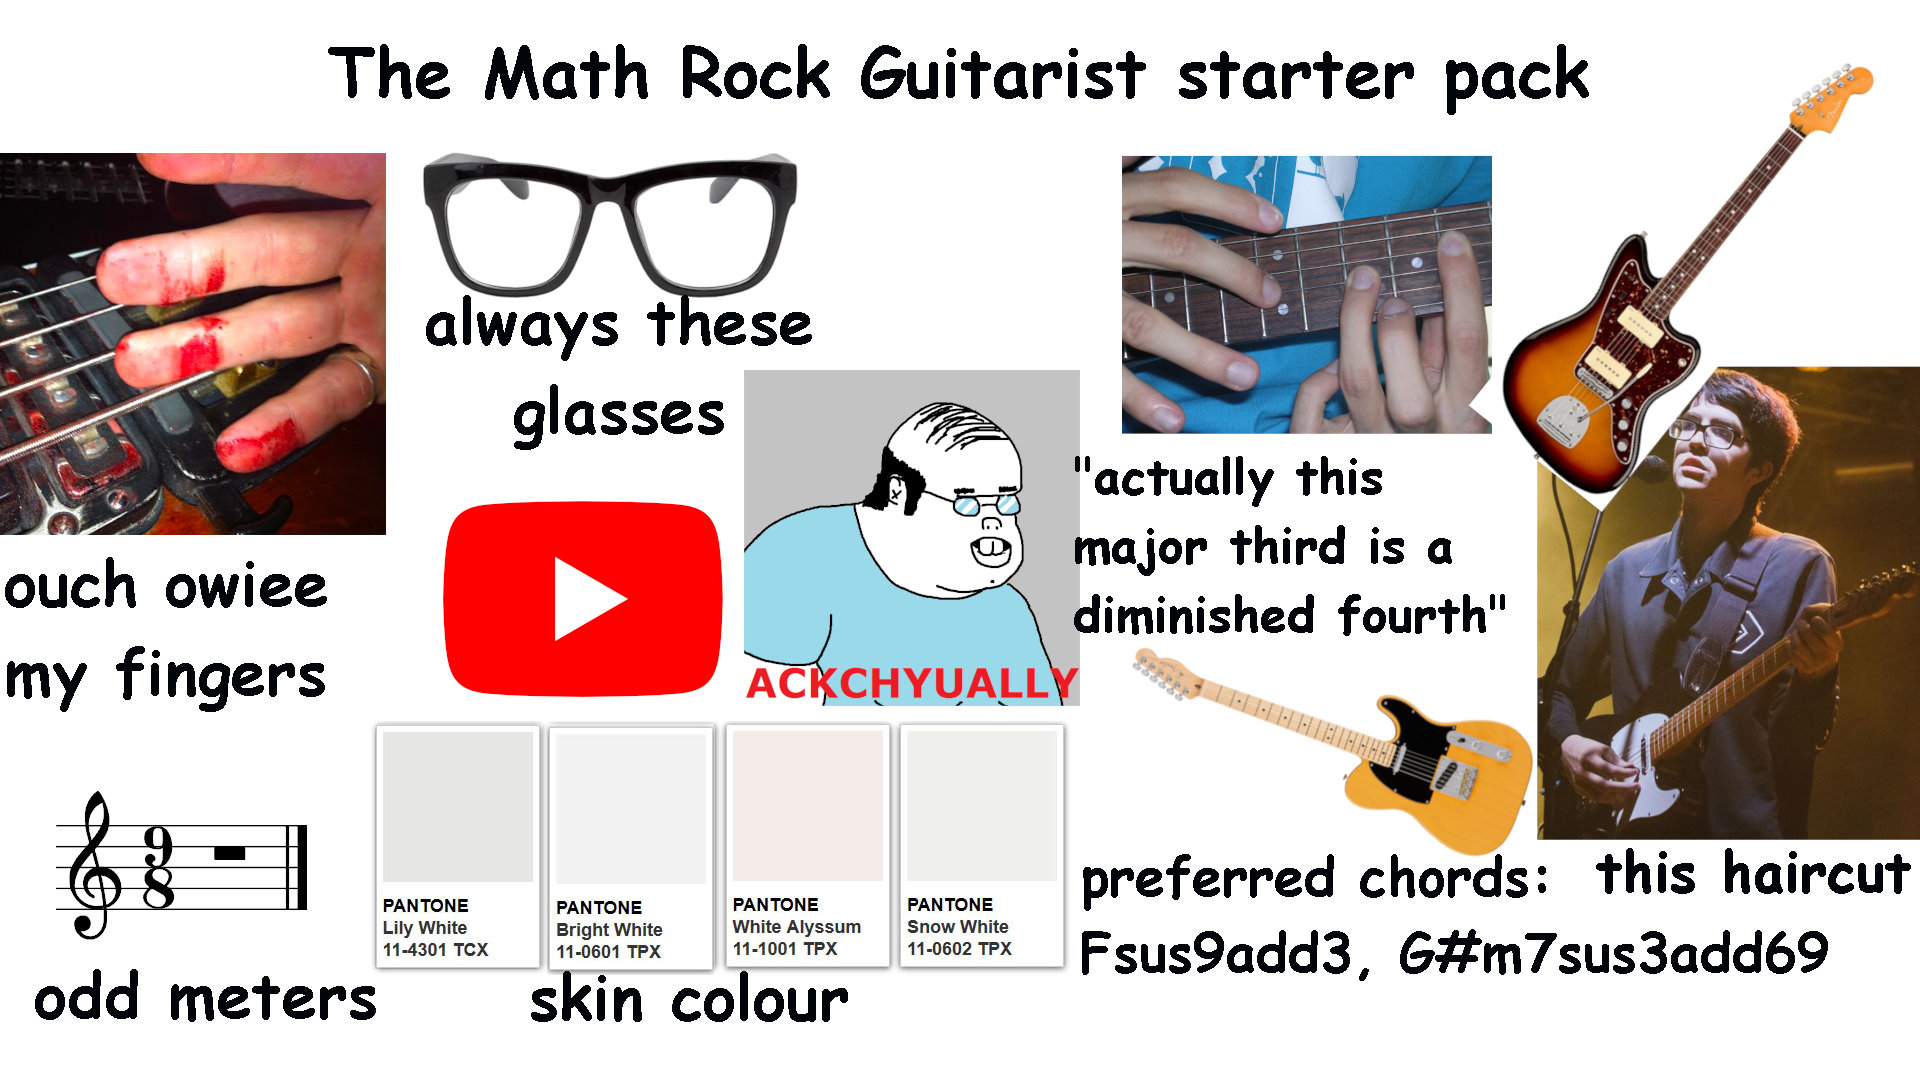 The Math Rock Guitarist starter pack
always these
glasses
ouch owiee
my fingers
ACKCHYUALLY
"actually this
major third is a
diminished fourth"
9
8
odd meters
PANTONE
Lily White
11-4301 TCX
PANTONE
Bright White
11-0601 TPX
PANTONE
White Alyssum
11-1001 TPX
PANTONE
Snow White
11-0602 TPX
skin colour
this haircut
preferred chords:
Fsus9add3, G#m7sus3add69